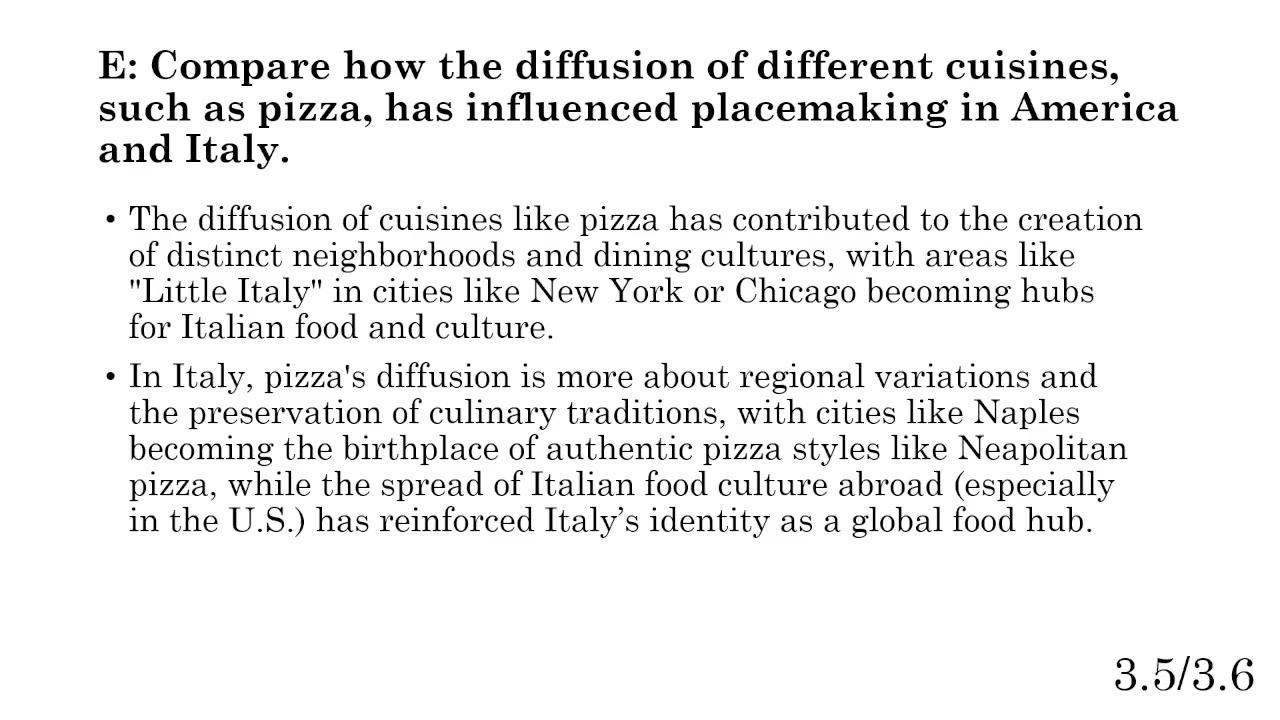 E: Compare how the diffusion of different cuisines,
such as pizza, has influenced placemaking in America
and Italy.
• The diffusion of cuisines like pizza has contributed to the creation
of distinct neighborhoods and dining cultures, with areas like
"Little Italy" in cities like New York or Chicago becoming hubs
for Italian food and culture.
• In Italy, pizza's diffusion is more about regional variations and
the preservation of culinary traditions, with cities like Naples
becoming the birthplace of authentic pizza styles like Neapolitan
pizza, while the spread of Italian food culture abroad (especially
in the U.S.) has reinforced Italy’s identity as a global food hub.
3.5/3.6